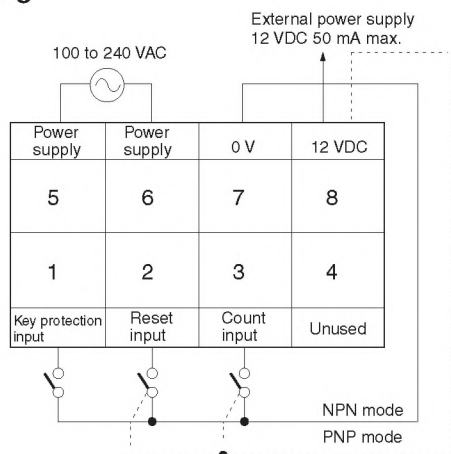 External power supply
12 VDC 50 mA max.
100 to 240 VAC
Power supply
Power supply
0 V
12 VDC
5
6
7
8
1
2
3
4
Key protection input
Reset input
Count input
Unused
NPN mode
PNP mode